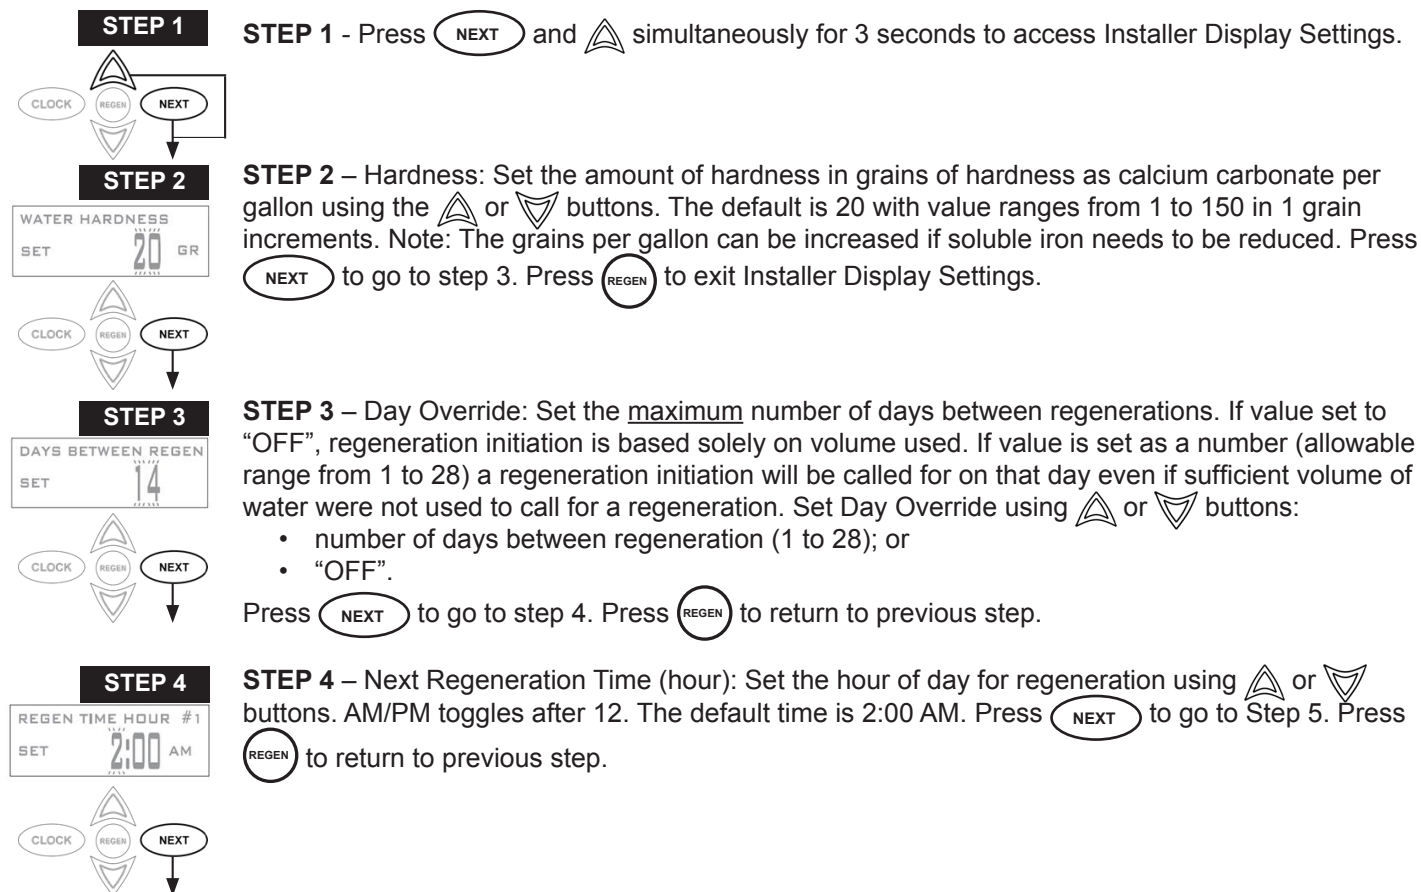 STEP 1
STEP 1 - Press NEXT and simultaneously for 3 seconds to access Installer Display Settings.
CLOCK REGEN NEXT
STEP 2
STEP 2 – Hardness: Set the amount of hardness in grains of hardness as calcium carbonate per
gallon using the or buttons. The default is 20 with value ranges from 1 to 150 in 1 grain
increments. Note: The grains per gallon can be increased if soluble iron needs to be reduced. Press
NEXT to go to step 3. Press REGEN to exit Installer Display Settings.
WATER HARDNESS
SET 20 GR
CLOCK REGEN NEXT
STEP 3
STEP 3 – Day Override: Set the maximum number of days between regenerations. If value set to
“OFF”, regeneration initiation is based solely on volume used. If value is set as a number (allowable
range from 1 to 28) a regeneration initiation will be called for on that day even if sufficient volume of
water were not used to call for a regeneration. Set Day Override using or buttons:
• number of days between regeneration (1 to 28); or
• “OFF”.
Press NEXT to go to step 4. Press REGEN to return to previous step.
DAYS BETWEEN REGEN
SET 14
CLOCK REGEN NEXT
STEP 4
STEP 4 – Next Regeneration Time (hour): Set the hour of day for regeneration using or
buttons. AM/PM toggles after 12. The default time is 2:00 AM. Press NEXT to go to Step 5. Press
REGEN to return to previous step.
REGEN TIME HOUR #1
SET 2:00 AM
CLOCK REGEN NEXT